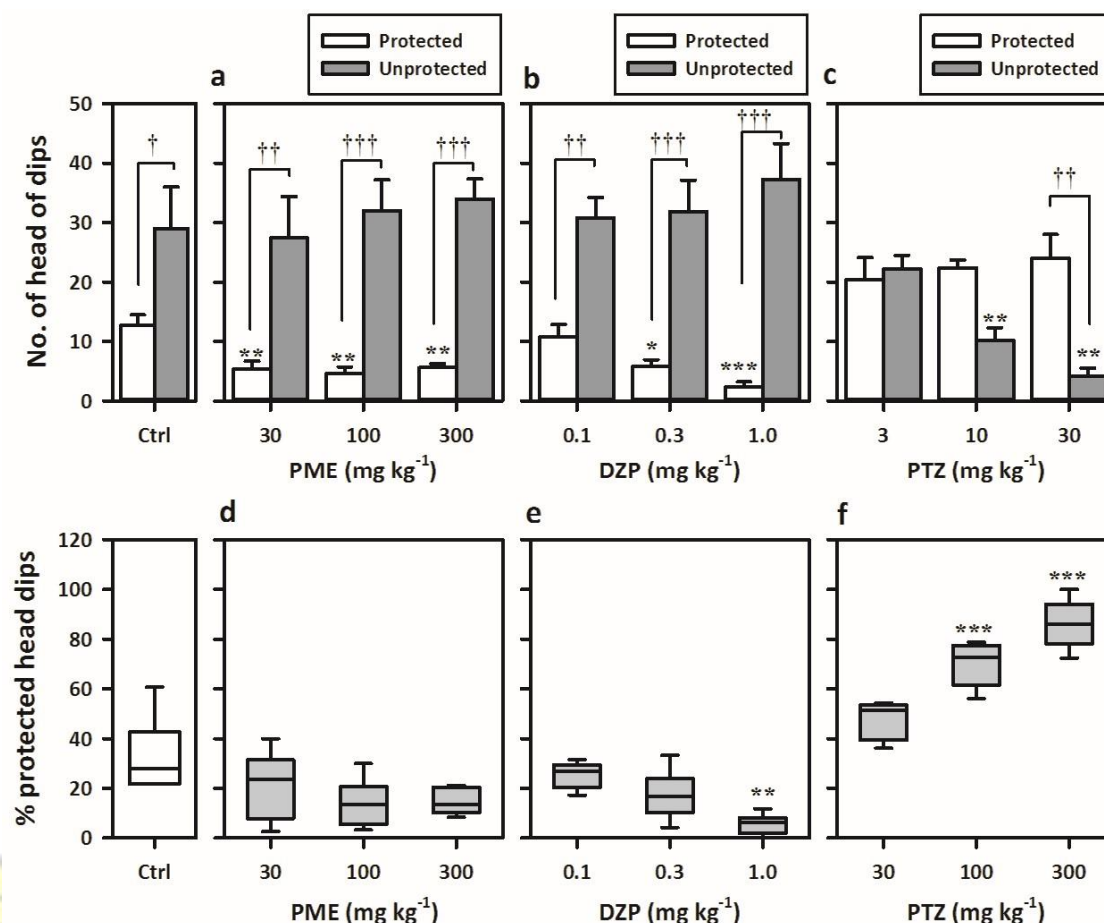 Protected
Unprotected
Protected
Unprotected
Protected
Unprotected
a
b
c
No. of head of dips
50
40
30
20
10
0
†
††
†††
†††
**
**
**
††
†††
†††
*
***
††
**
**
Ctrl
30 100 300
0.1 0.3 1.0
3 10 30
PME (mg kg⁻¹)
DZP (mg kg⁻¹)
PTZ (mg kg⁻¹)
d
e
f
% protected head dips
120
100
80
60
40
20
0
**
***
***
Ctrl
30 100 300
0.1 0.3 1.0
30 100 300
PME (mg kg⁻¹)
DZP (mg kg⁻¹)
PTZ (mg kg⁻¹)